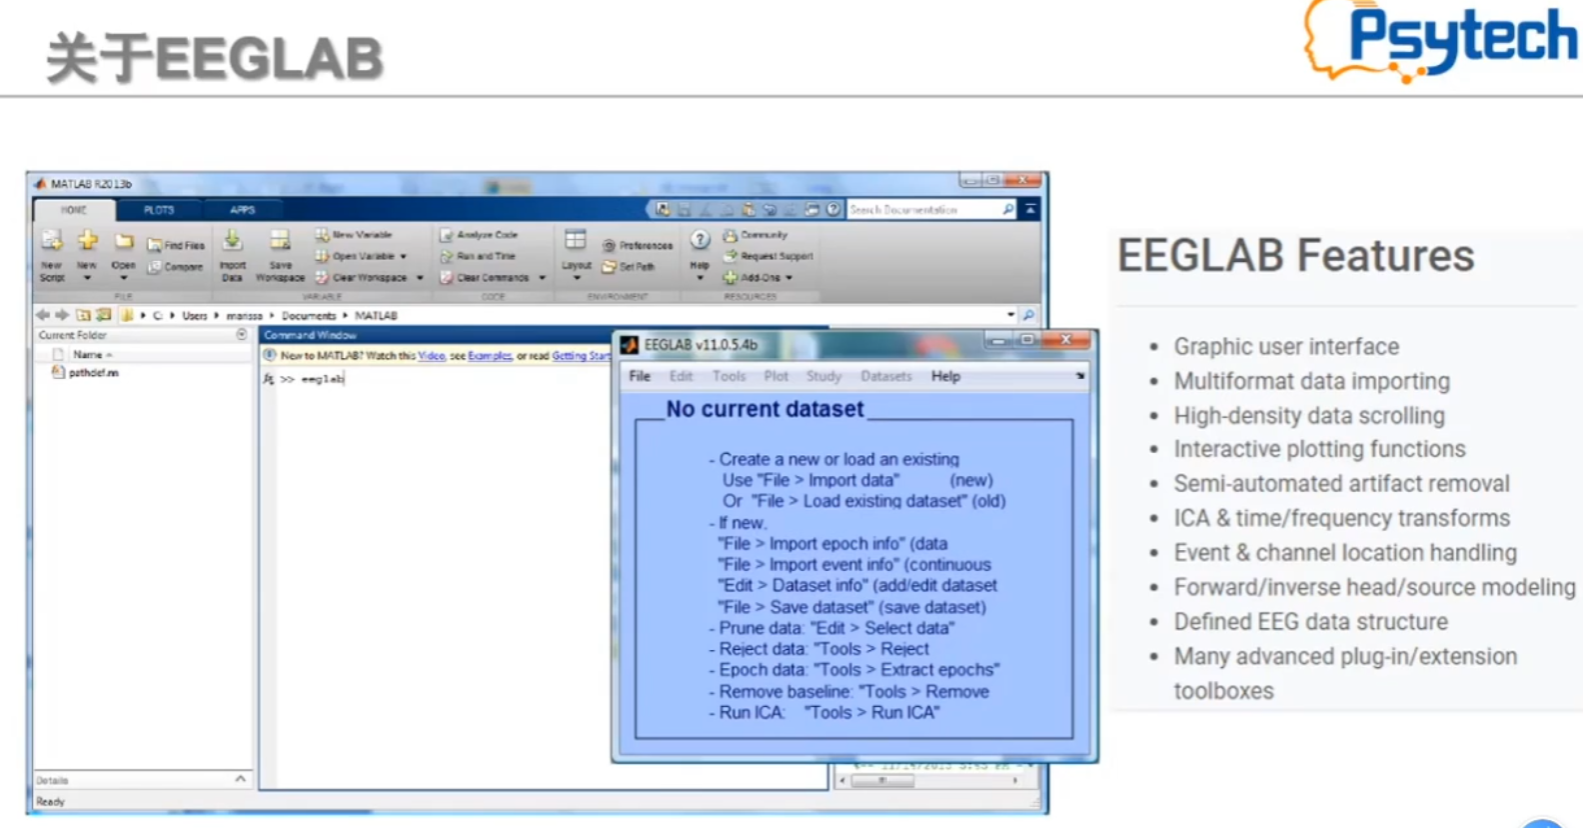 关于EEGLAB
Psytech
MATLAB R2013b
HOME PLOTS APPS
Search Documentation
New Script
New
Open
Find Files
Compare
Import Data
Save Workspace
New Variable
Open Variable
Clear Workspace
Analyze Code
Run and Time
Clear Commands
Layout
Preferences
Set Path
Help
Community
Request Support
Add-Ons
FILE VARIABLE CODE ENVIRONMENT RESOURCES
C: Users marissa Documents MATLAB
Current Folder
Name
pathdef.m
Details
Ready
Command Window
New to MATLAB? Watch this Video, see Examples, or read Getting Start
fx >> eeglab
EEGLAB v11.0.5.4b
File Edit Tools Plot Study Datasets Help
No current dataset
- Create a new or load an existing
Use "File > Import data" (new)
Or "File > Load existing dataset" (old)
- If new,
"File > Import epoch info" (data
"File > Import event info" (continuous
"Edit > Dataset info" (add/edit dataset
"File > Save dataset" (save dataset)
- Prune data: "Edit > Select data"
- Reject data: "Tools > Reject
- Epoch data: "Tools > Extract epochs"
- Remove baseline: "Tools > Remove
- Run ICA: "Tools > Run ICA"
EEGLAB Features
• Graphic user interface
• Multiformat data importing
• High-density data scrolling
• Interactive plotting functions
• Semi-automated artifact removal
• ICA & time/frequency transforms
• Event & channel location handling
• Forward/inverse head/source modeling
• Defined EEG data structure
• Many advanced plug-in/extension
toolboxes